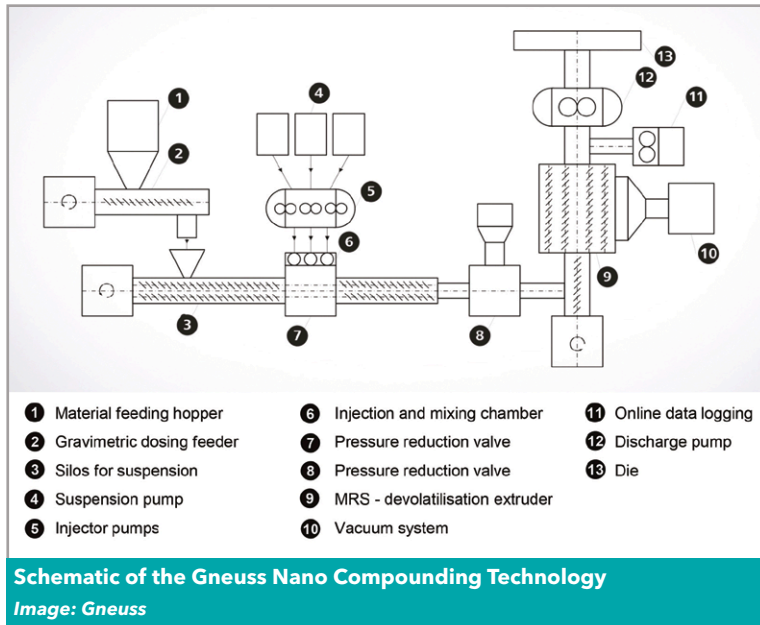 13
12
11
1
4
2
5
6
10
9
3
7
8
1 Material feeding hopper
2 Gravimetric dosing feeder
3 Silos for suspension
4 Suspension pump
5 Injector pumps
6 Injection and mixing chamber
7 Pressure reduction valve
8 Pressure reduction valve
9 MRS - devolatilisation extruder
10 Vacuum system
11 Online data logging
12 Discharge pump
13 Die
Schematic of the Gneuss Nano Compounding Technology
Image: Gneuss